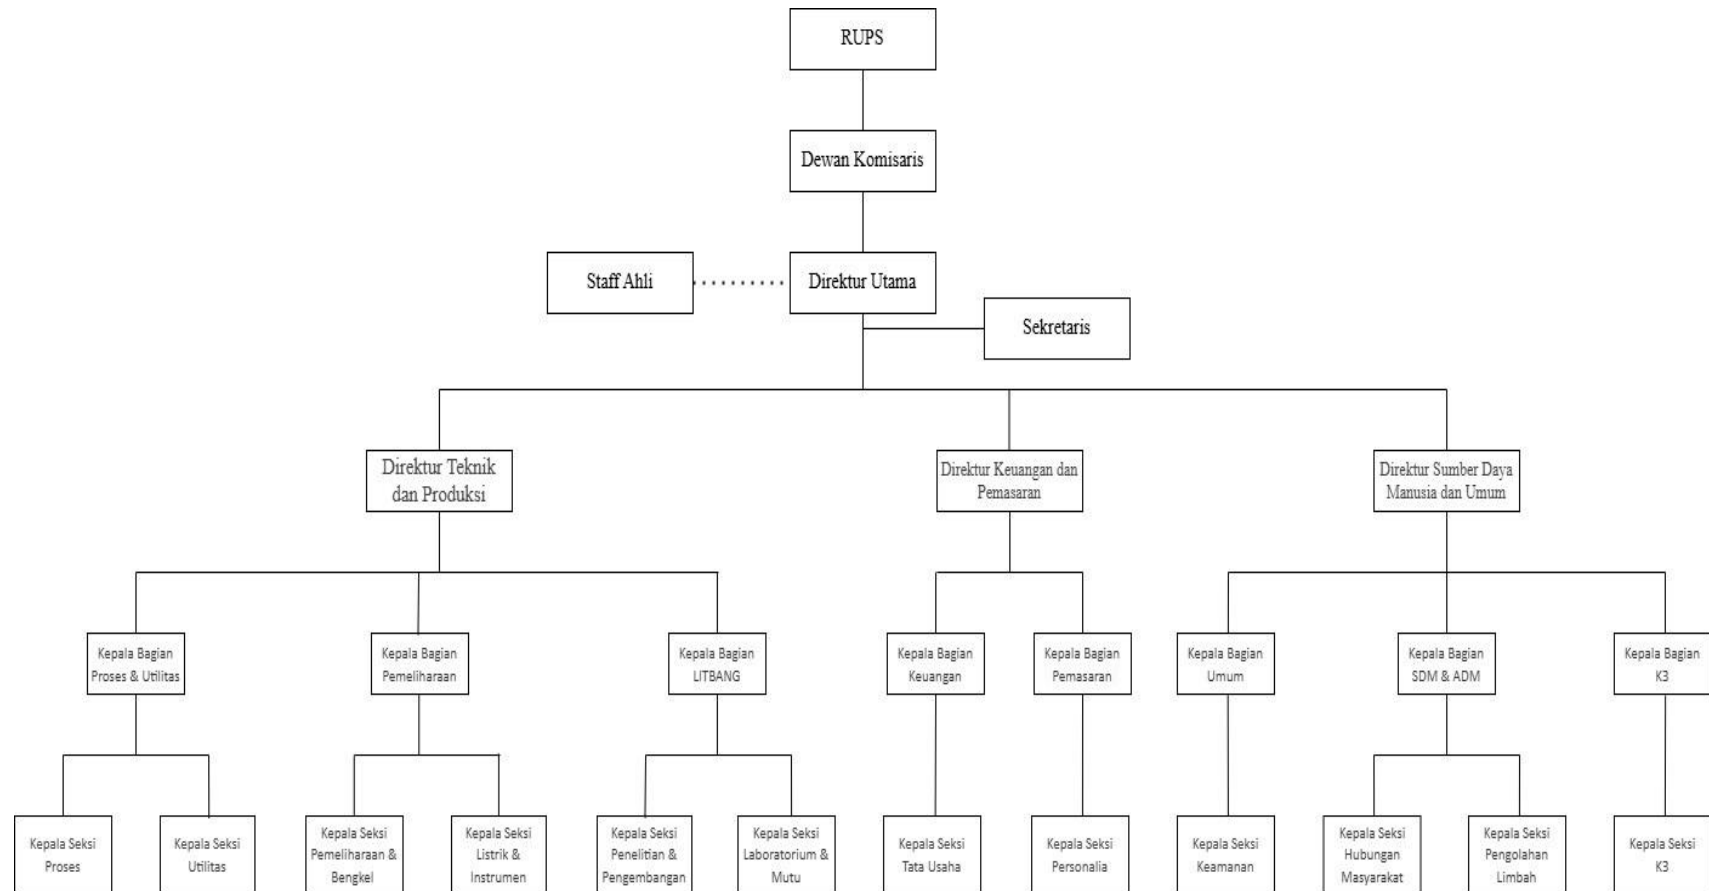 RUPS
Dewan Komisaris
Staff Ahli
Direktur Utama
Sekretaris
Direktur Teknik
dan Produksi
Direktur Keuangan dan
Pemasaran
Direktur Sumber Daya
Manusia dan Umum
Kepala Bagian
Proses & Utilitas
Kepala Bagian
Pemeliharaan
Kepala Bagian
LITBANG
Kepala Bagian
Keuangan
Kepala Bagian
Pemasaran
Kepala Bagian
Umum
Kepala Bagian
SDM & ADM
Kepala Bagian
K3
Kepala Seksi
Proses
Kepala Seksi
Utilitas
Kepala Seksi
Pemeliharaan &
Bengkel
Kepala Seksi
Listrik &
Instrumen
Kepala Seksi
Penelitian &
Pengembangan
Kepala Seksi
Laboratorium &
Mutu
Kepala Seksi
Tata Usaha
Kepala Seksi
Personalia
Kepala Seksi
Keamanan
Kepala Seksi
Hubungan
Masyarakat
Kepala Seksi
Pengolahan
Limbah
Kepala Seksi
K3